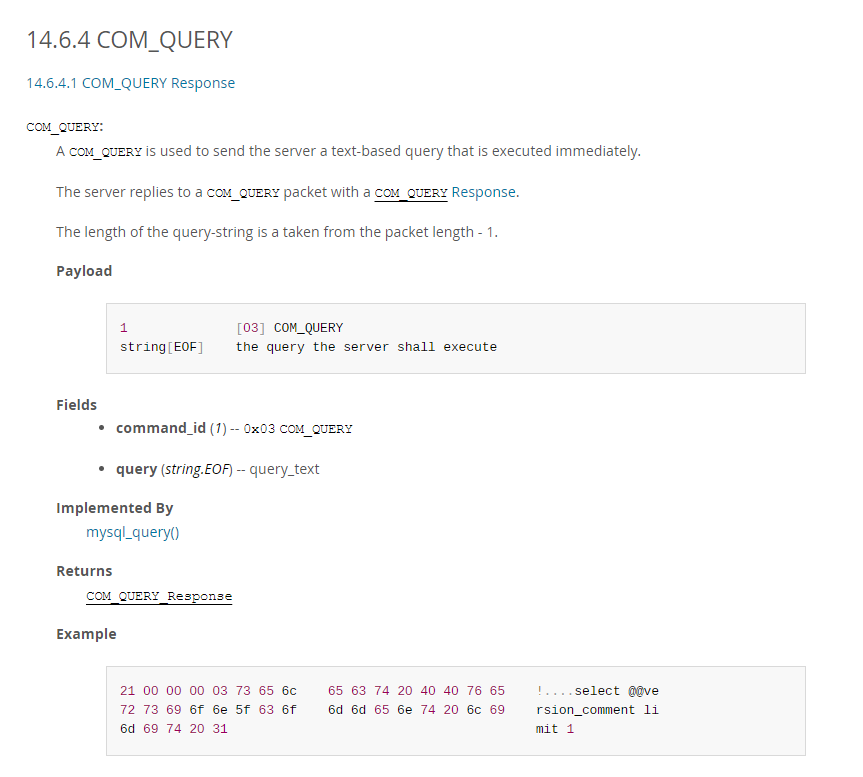 14.6.4 COM_QUERY
14.6.4.1 COM_QUERY Response
COM_QUERY:
A COM_QUERY is used to send the server a text-based query that is executed immediately.
The server replies to a COM_QUERY packet with a COM_QUERY Response.
The length of the query-string is a taken from the packet length - 1.
Payload
1 [03] COM_QUERY
string[EOF] the query the server shall execute
Fields
• command_id (1) -- 0x03 COM_QUERY
• query (string.EOF) -- query_text
Implemented By
mysql_query()
Returns
COM_QUERY_Response
Example
21 00 00 00 03 73 65 6c 65 63 74 20 40 40 76 65 !....select @@ve
72 73 69 6f 6e 5f 63 6f 6d 6d 65 6e 74 20 6c 69 rsion_comment li
6d 69 74 20 31 mit 1